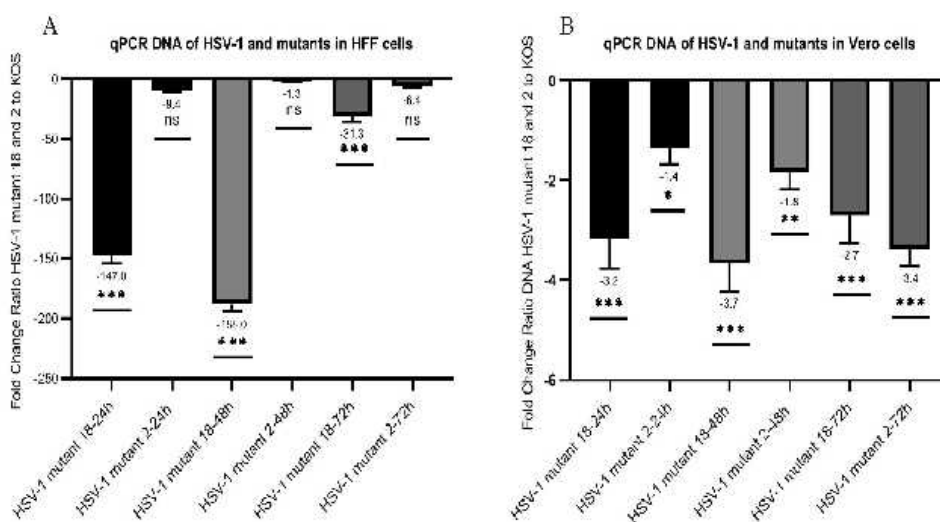 A
qPCR DNA of HSV-1 and mutants in HFF cells
Fold Change Ratio HSV-1 mutant 18 and 2 to KOS
0
-50
-100
-150
-200
-250
-147.0
***
-9.4
ns
***
-1.3
ns
-31.3
***
-6.4
ns
HSV-1 mutant 18-24h
HSV-1 mutant 2-24h
HSV-1 mutant 18-48h
HSV-1 mutant 2-48h
HSV-1 mutant 18-72h
HSV-1 mutant 2-72h
B
qPCR DNA of HSV-1 and mutants in Vero cells
Fold Change Ratio DNA HSV-1 mutant 18 and 2 to KOS
0
-2
-4
-6
-3.2
***
-1.4
*
-3.7
***
-1.8
**
-2.7
***
-3.4
***
HSV-1 mutant 18-24h
HSV-1 mutant 2-24h
HSV-1 mutant 18-48h
HSV-1 mutant 2-48h
HSV-1 mutant 18-72h
HSV-1 mutant 2-72h